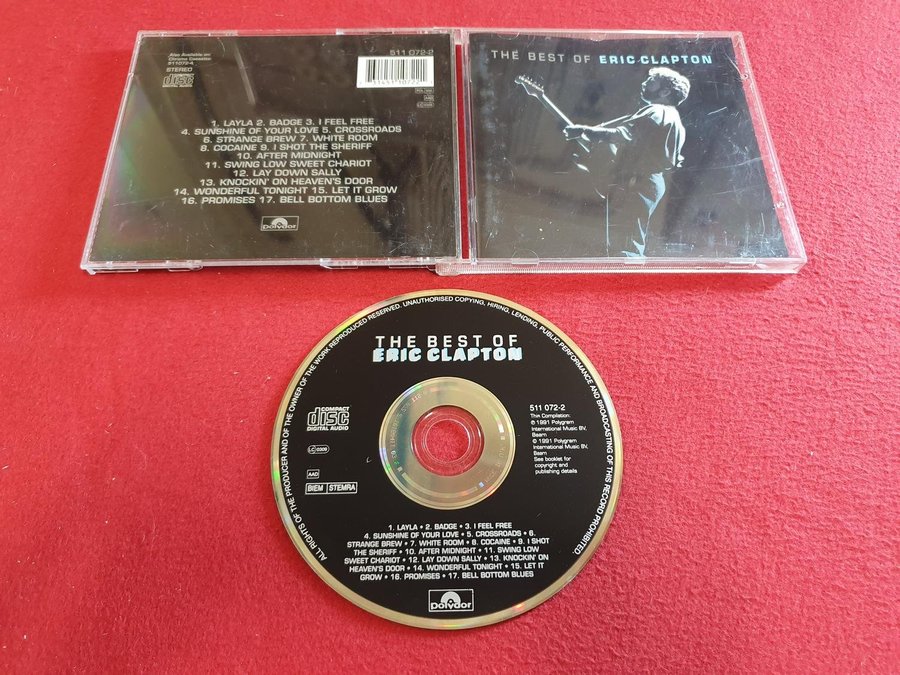 Also Available on:
Chrome Cassette
511072-4
STEREO
COMPACT
disc
DIGITAL AUDIO
511 072-2
1. LAYLA 2. BADGE 3. I FEEL FREE
4. SUNSHINE OF YOUR LOVE 5. CROSSROADS
6. STRANGE BREW 7. WHITE ROOM
8. COCAINE 9. I SHOT THE SHERIFF
10. AFTER MIDNIGHT
11. SWING LOW SWEET CHARIOT
12. LAY DOWN SALLY
13. KNOCKIN' ON HEAVEN'S DOOR
14. WONDERFUL TONIGHT 15. LET IT GROW
16. PROMISES 17. BELL BOTTOM BLUES
Polydor
THE BEST OF ERIC CLAPTON
ALL RIGHTS OF THE PRODUCER AND OF THE OWNER OF THE WORK REPRODUCED RESERVED. UNAUTHORISED COPYING, HIRING, LENDING, PUBLIC PERFORMANCE AND BROADCASTING OF THIS RECORD PROHIBITED.
THE BEST OF
ERIC CLAPTON
COMPACT
disc
DIGITAL AUDIO
LC 0309
AAD
BIEM STEMRA
511 072-2
This Compilation:
℗ 1991 Polygram
International Music BV,
Baarn
© 1991 Polygram
International Music BV,
Baarn
See booklet for
copyright and
publishing details
1. LAYLA • 2. BADGE • 3. I FEEL FREE
4. SUNSHINE OF YOUR LOVE • 5. CROSSROADS • 6.
STRANGE BREW • 7. WHITE ROOM • 8. COCAINE • 9. I SHOT
THE SHERIFF • 10. AFTER MIDNIGHT • 11. SWING LOW
SWEET CHARIOT • 12. LAY DOWN SALLY • 13. KNOCKIN' ON
HEAVEN'S DOOR • 14. WONDERFUL TONIGHT • 15. LET IT
GROW • 16. PROMISES • 17. BELL BOTTOM BLUES
Polydor